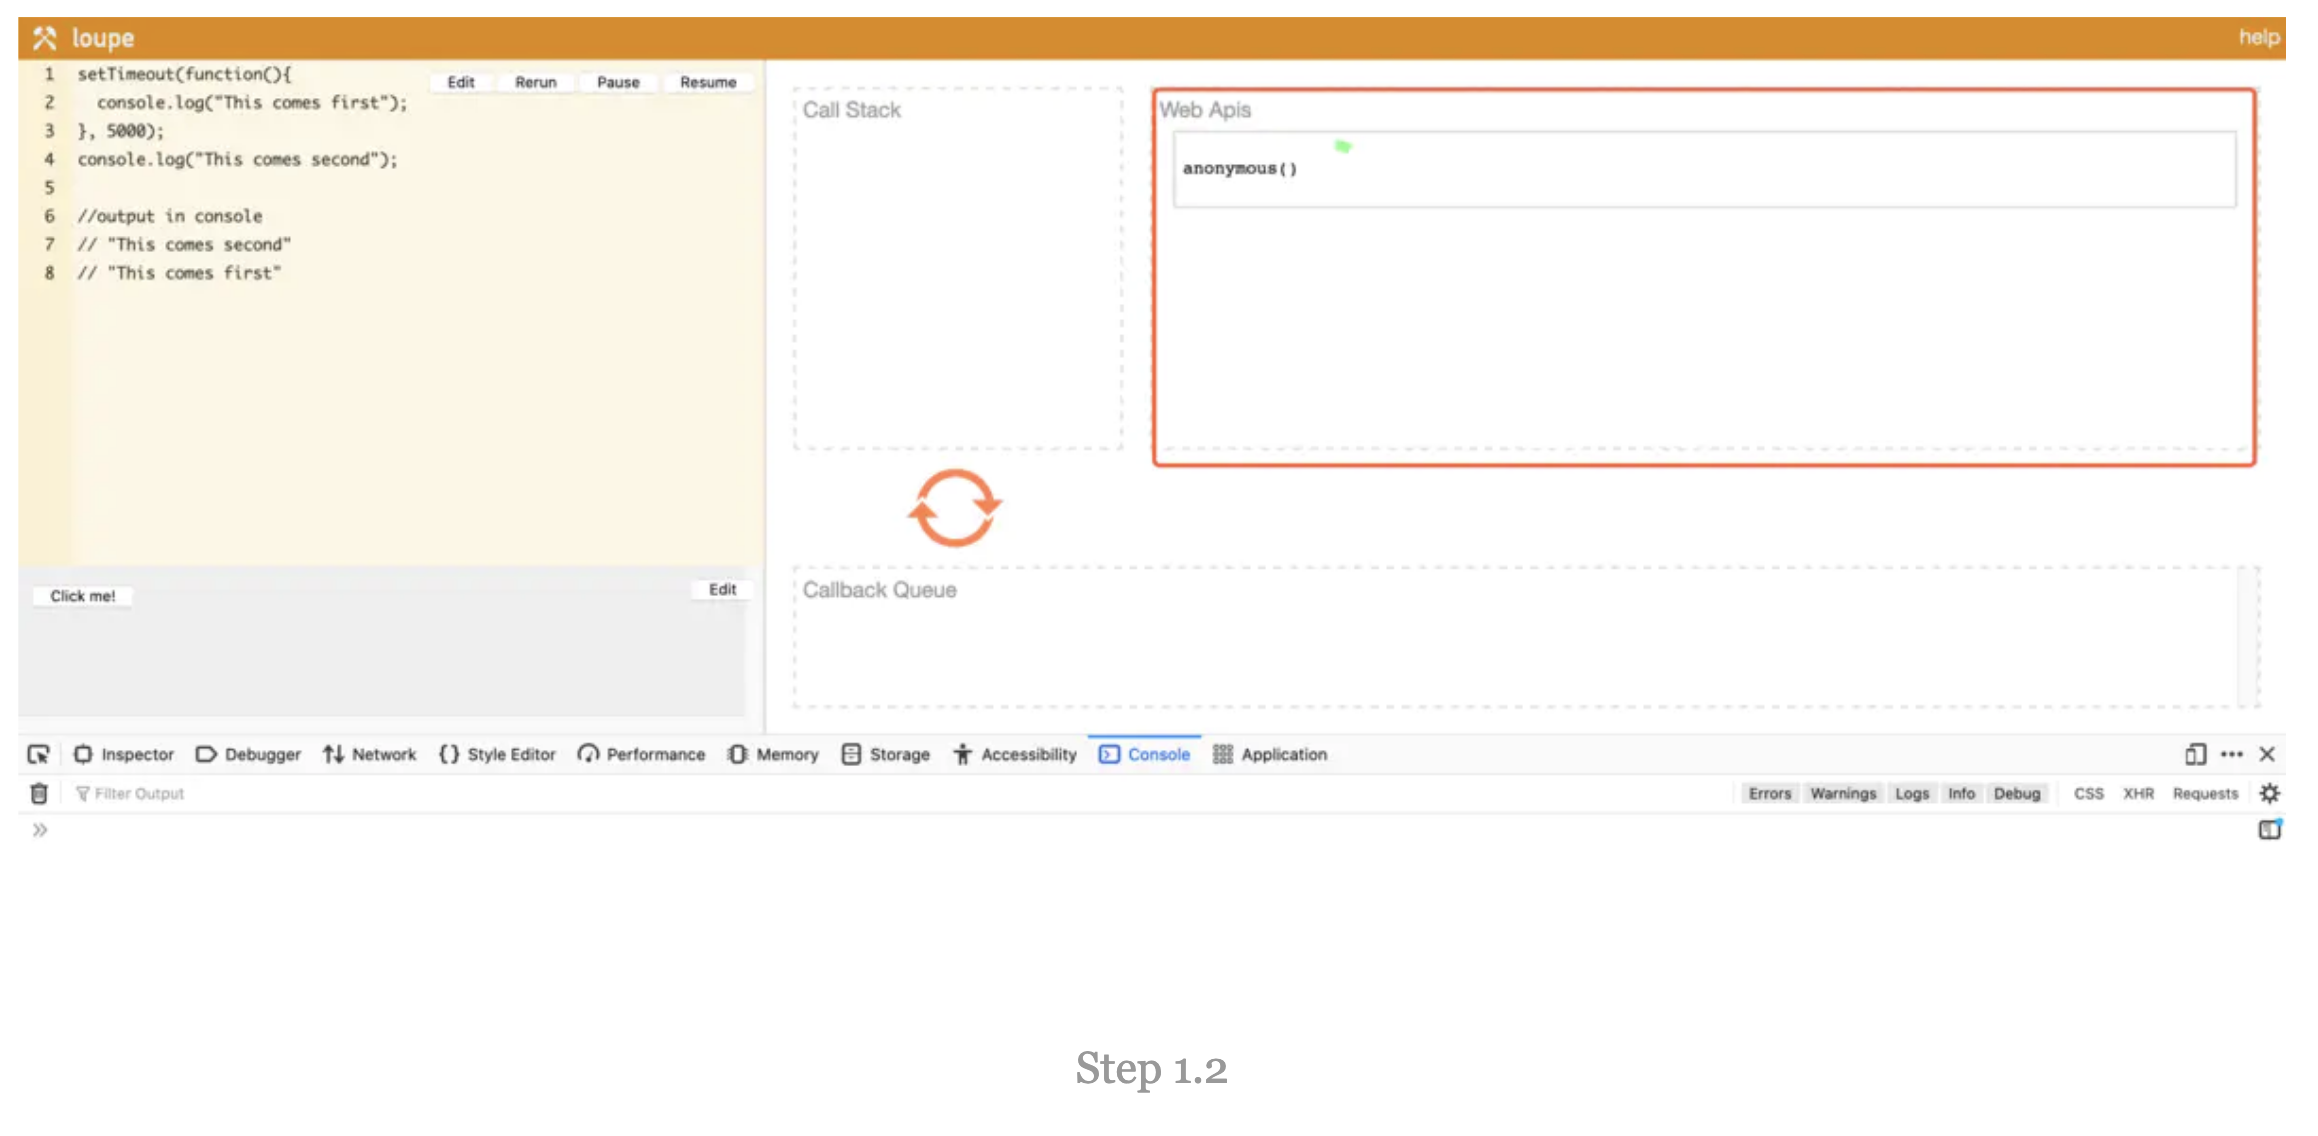 loupe
help
1 setTimeout(function(){
2 console.log("This comes first");
3 }, 5000);
4 console.log("This comes second");
5
6 //output in console
7 // "This comes second"
8 // "This comes first"
Edit Rerun Pause Resume
Click me!
Edit
Call Stack
Web Apis
anonymous()
Callback Queue
Inspector Debugger Network Style Editor Performance Memory Storage Accessibility Console Application
Filter Output
Errors Warnings Logs Info Debug CSS XHR Requests
Step 1.2